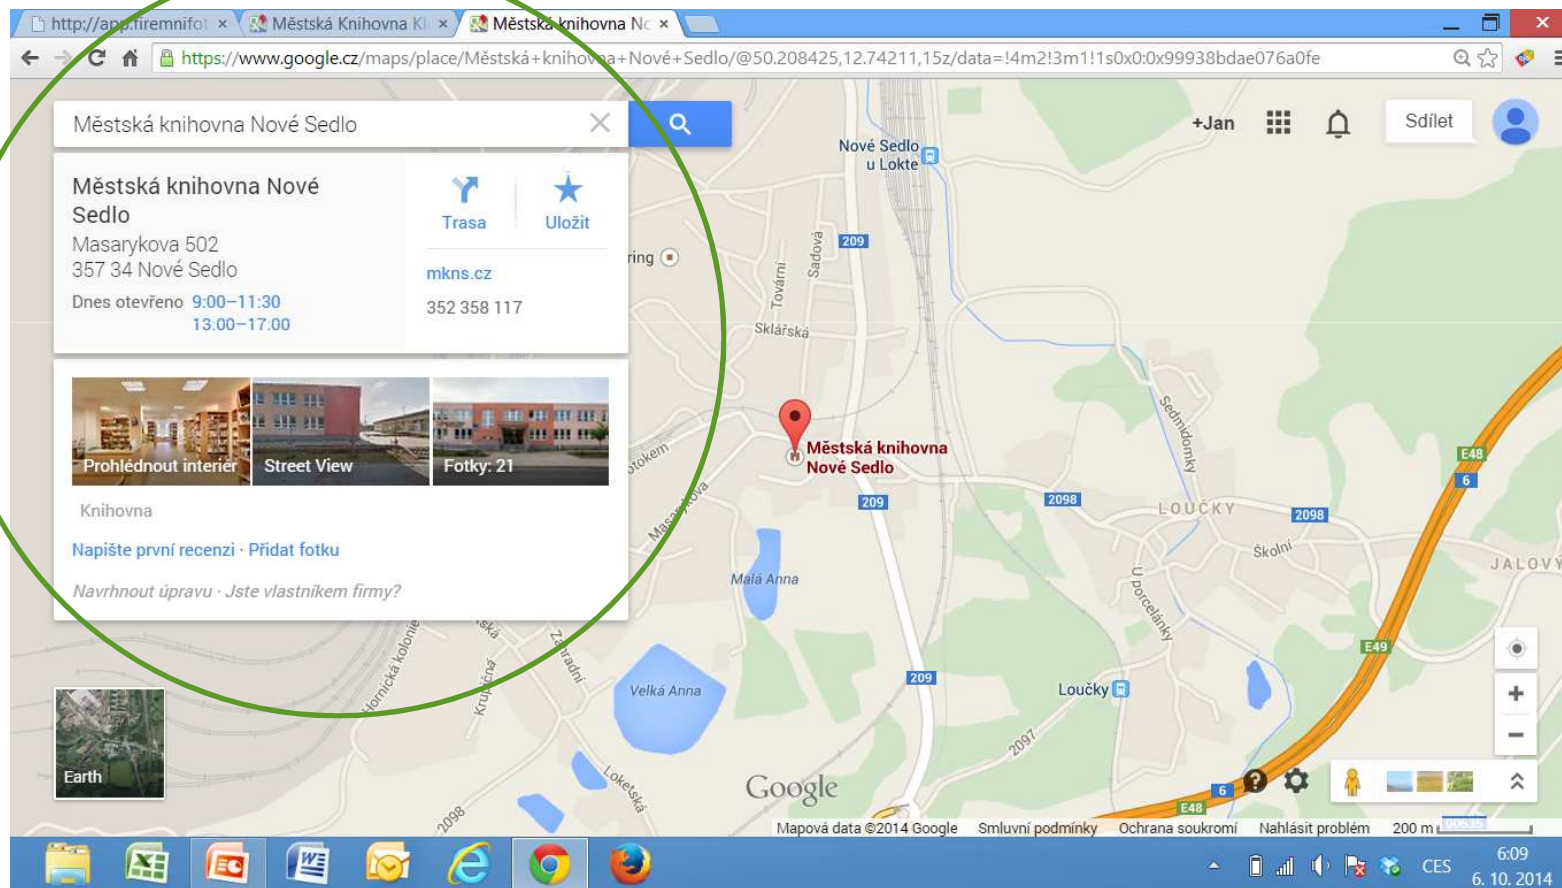 http://app.firemnifot
Městská Knihovna Kl
Městská knihovna No
https://www.google.cz/maps/place/Městská+knihovna+Nové+Sedlo/@50.208425,12.74211,15z/data=!4m2!3m1!1s0x0:0x99938bdae076a0fe
Městská knihovna Nové Sedlo
+Jan
Sdílet
Městská knihovna Nové
Sedlo
Masarykova 502
357 34 Nové Sedlo
Dnes otevřeno 9:00–11:30
13:00–17:00
Trasa
Uložit
mkns.cz
352 358 117
Prohlédnout interiér
Street View
Fotky: 21
Knihovna
Napište první recenzi · Přidat fotku
Navrhnout úpravu · Jste vlastníkem firmy?
Earth
Nové Sedlo
u Lokte
209
ring
Tovární
Sadová
Sklářská
Městská knihovna
Nové Sedlo
Masarykova
209
2098
LOUČKY
2098
Školní
Sedmidomky
E48
6
JALOVÝ
U porcelánky
Malá Anna
Velká Anna
Zahradní
Krupičné
Hornická kolonie
209
Loučky
E49
2097
Loketská
2098
6
E48
Google
Mapová data ©2014 Google
Smluvní podmínky
Ochrana soukromí
Nahlásit problém
200 m
CES
6:09
6. 10. 2014